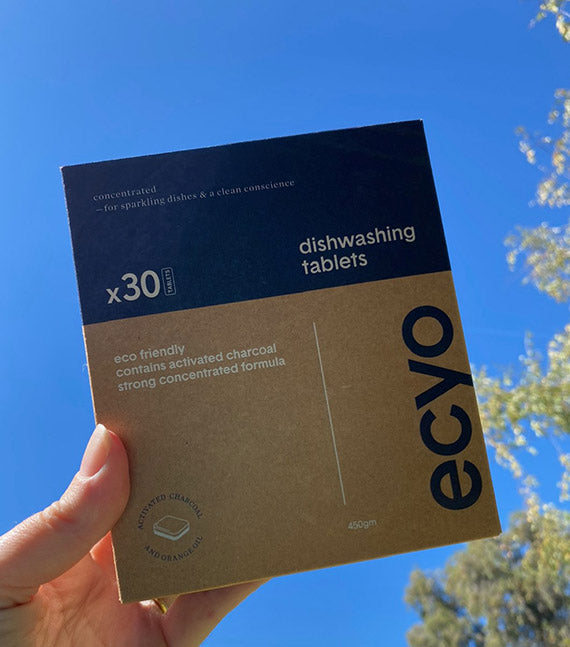 concentrated
—for sparkling dishes & a clean conscience
dishwashing
tablets
x30 TABLETS
eco friendly
contains activated charcoal
strong concentrated formula
ecyo
450gm
ACTIVATED CHARCOAL
AND ORANGE OIL